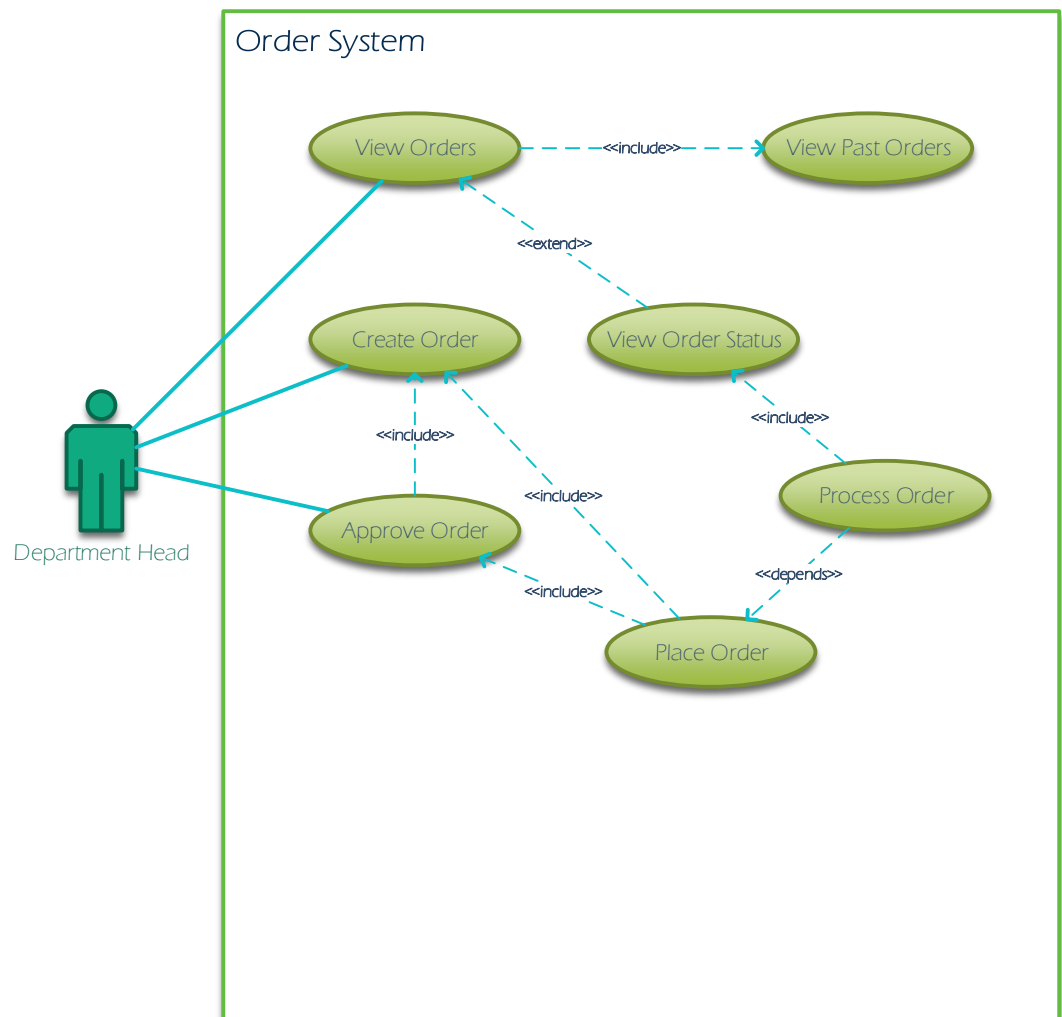 Order System
View Orders
<<include>>
View Past Orders
<<extend>>
Create Order
View Order Status
<<include>>
<<include>>
<<include>>
Process Order
Approve Order
Department Head
<<depends>>
<<include>>
Place Order